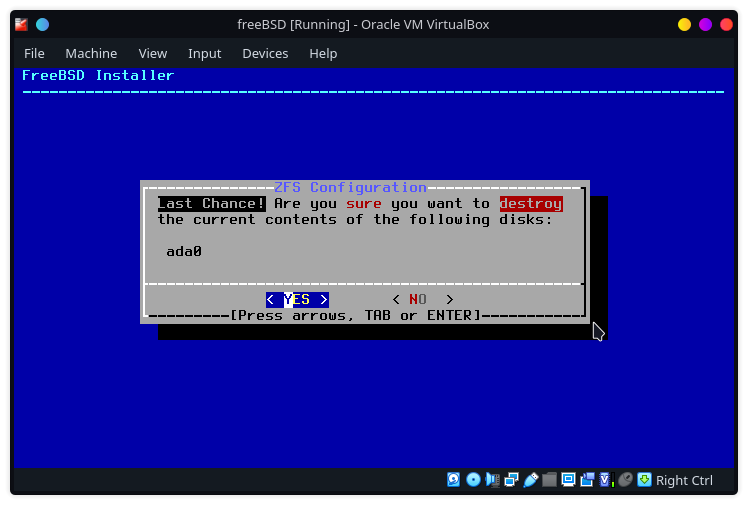 freeBSD [Running] - Oracle VM VirtualBox
File Machine View Input Devices Help
FreeBSD Installer
ZFS Configuration
Last Chance! Are you sure you want to destroy
the current contents of the following disks:
ada0
< YES > < NO >
[Press arrows, TAB or ENTER]
Right Ctrl